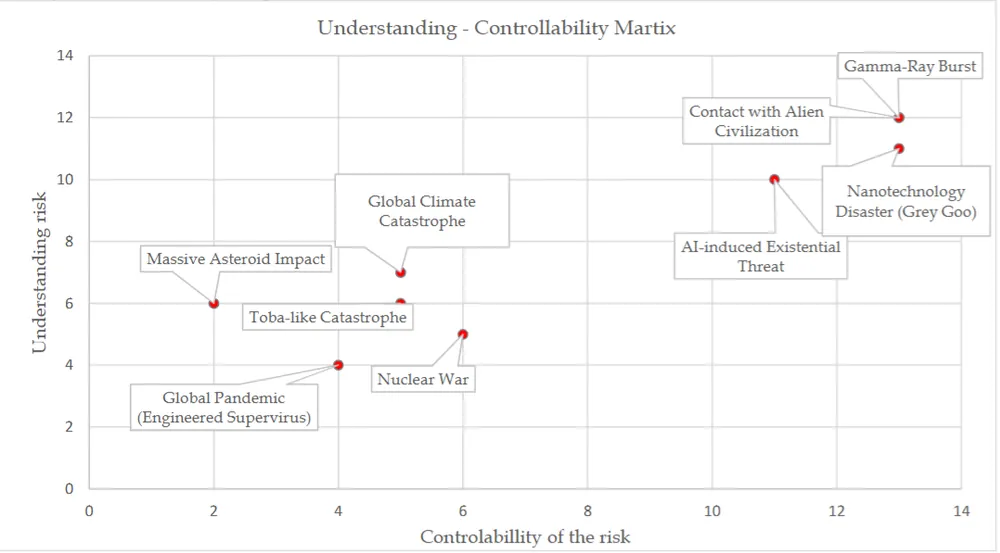 Understanding - Controllability Martix
14
12
10
8
6
4
2
0
Understanding risk
Gamma-Ray Burst
Contact with Alien
Civilization
Nanotechnology
Disaster (Grey Goo)
Global Climate
Catastrophe
AI-induced Existential
Threat
Massive Asteroid Impact
Toba-like Catastrophe
Nuclear War
Global Pandemic
(Engineered Supervirus)
0 2 4 6 8 10 12 14
Controlabillity of the risk